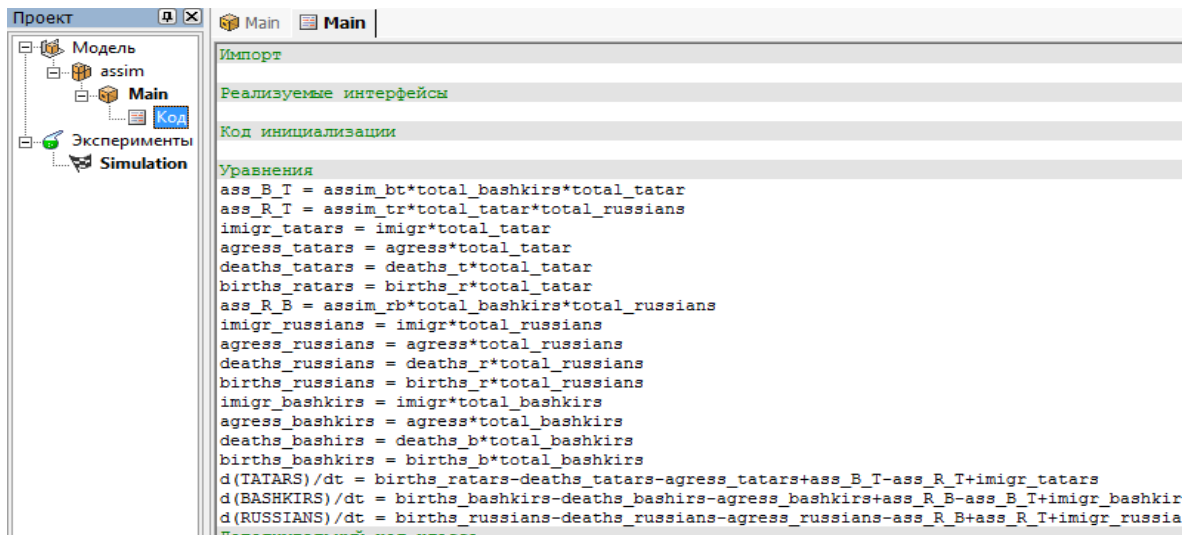 Проект
Main
Main
Модель
assim
Main
Код
Эксперименты
Simulation
Импорт
Реализуемые интерфейсы
Код инициализации
Уравнения
ass_B_T = assim_bt*total_bashkirs*total_tatar
ass_R_T = assim_tr*total_tatar*total_russians
imigr_tatars = imigr*total_tatar
agress_tatars = agress*total_tatar
deaths_tatars = deaths_t*total_tatar
births_ratars = births_r*total_tatar
ass_R_B = assim_rb*total_bashkirs*total_russians
imigr_russians = imigr*total_russians
agress_russians = agress*total_russians
deaths_russians = deaths_r*total_russians
births_russians = births_r*total_russians
imigr_bashkirs = imigr*total_bashkirs
agress_bashkirs = agress*total_bashkirs
deaths_bashirs = deaths_b*total_bashkirs
births_bashkirs = births_b*total_bashkirs
d(TATARS)/dt = births_ratars-deaths_tatars-agress_tatars+ass_B_T-ass_R_T+imigr_tatars
d(BASHKIRS)/dt = births_bashkirs-deaths_bashirs-agress_bashkirs+ass_R_B-ass_B_T+imigr_bashkir
d(RUSSIANS)/dt = births_russians-deaths_russians-agress_russians-ass_R_B+ass_R_T+imigr_russia